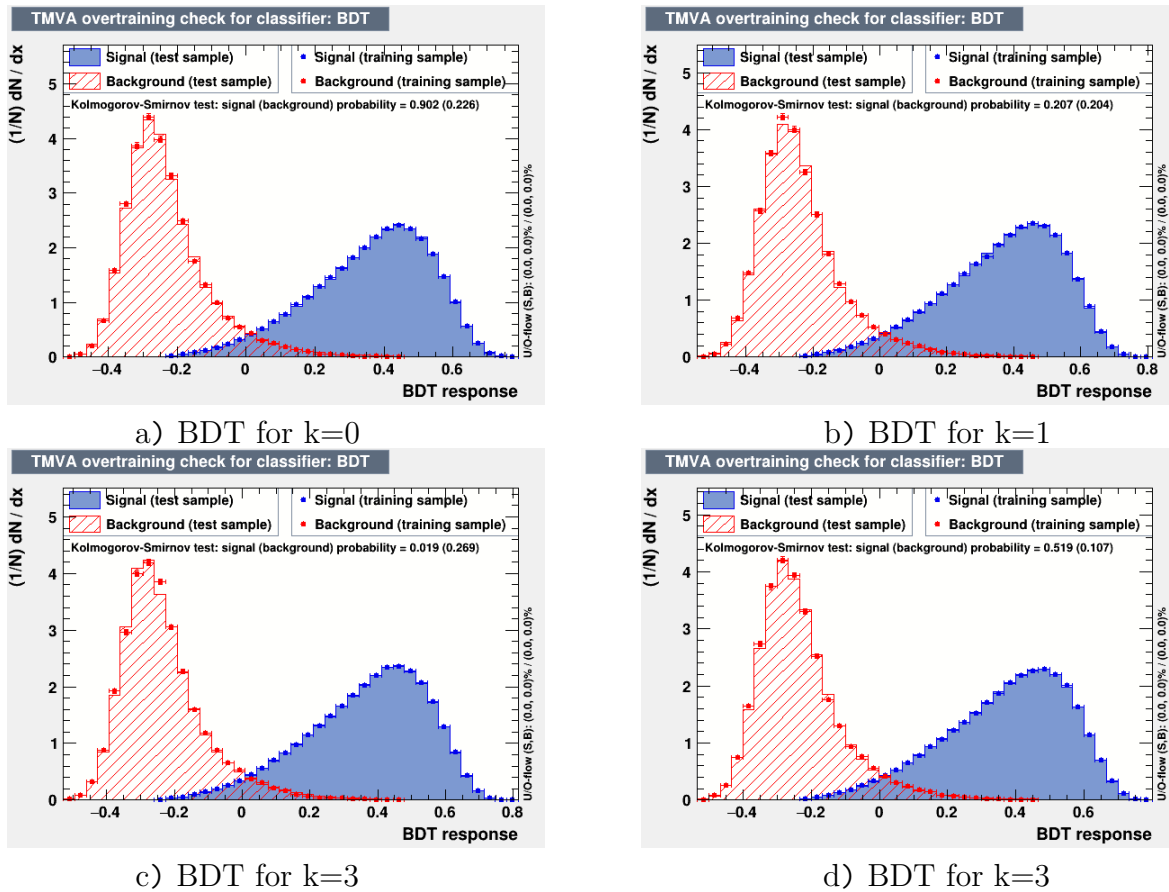 TMVA overtraining check for classifier: BDT
Signal (test sample)
Background (test sample)
Signal (training sample)
Background (training sample)
Kolmogorov-Smirnov test: signal (background) probability = 0.902 (0.226)
(1/N) dN / dx
5
4
3
2
1
0
−0.4 −0.2 0 0.2 0.4 0.6
BDT response
U/O-flow (S,B): (0.0, 0.0)% / (0.0, 0.0)%
a) BDT for k=0
TMVA overtraining check for classifier: BDT
Signal (test sample)
Background (test sample)
Signal (training sample)
Background (training sample)
Kolmogorov-Smirnov test: signal (background) probability = 0.207 (0.204)
(1/N) dN / dx
5
4
3
2
1
0
−0.4 −0.2 0 0.2 0.4 0.6 0.8
BDT response
U/O-flow (S,B): (0.0, 0.0)% / (0.0, 0.0)%
b) BDT for k=1
TMVA overtraining check for classifier: BDT
Signal (test sample)
Background (test sample)
Signal (training sample)
Background (training sample)
Kolmogorov-Smirnov test: signal (background) probability = 0.019 (0.269)
(1/N) dN / dx
5
4
3
2
1
0
−0.4 −0.2 0 0.2 0.4 0.6 0.8
BDT response
U/O-flow (S,B): (0.0, 0.0)% / (0.0, 0.0)%
c) BDT for k=3
TMVA overtraining check for classifier: BDT
Signal (test sample)
Background (test sample)
Signal (training sample)
Background (training sample)
Kolmogorov-Smirnov test: signal (background) probability = 0.519 (0.107)
(1/N) dN / dx
5
4
3
2
1
0
−0.4 −0.2 0 0.2 0.4 0.6
BDT response
U/O-flow (S,B): (0.0, 0.0)% / (0.0, 0.0)%
d) BDT for k=3